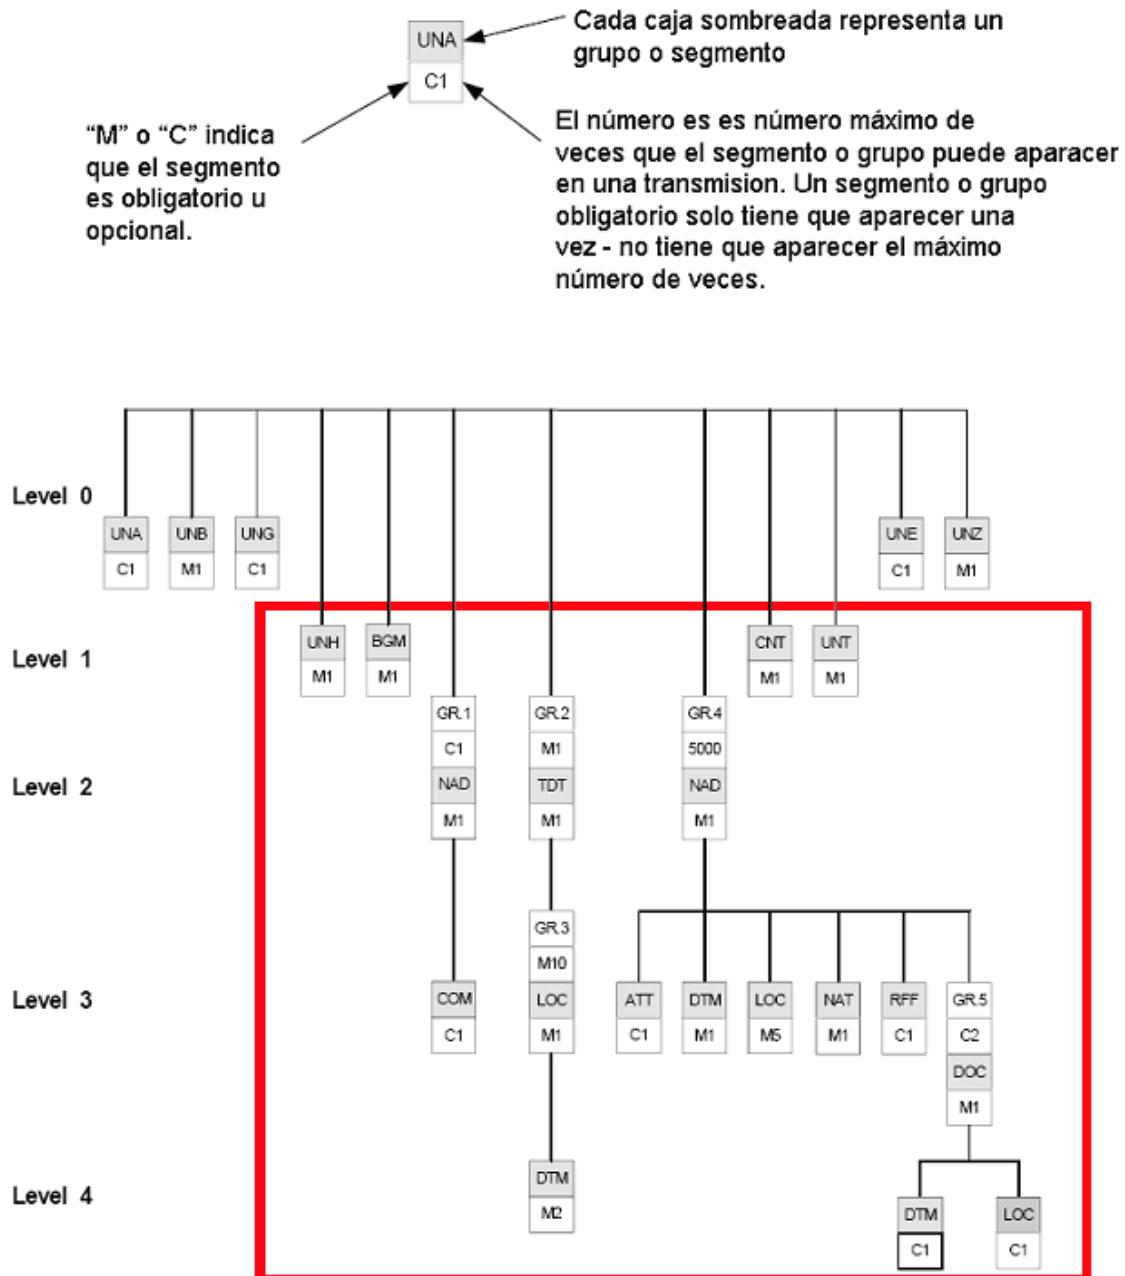 UNA
C1
Cada caja sombreada representa un
grupo o segmento
“M” o “C” indica
que el segmento
es obligatorio u
opcional.
El número es es número máximo de
veces que el segmento o grupo puede aparacer
en una transmision. Un segmento o grupo
obligatorio solo tiene que aparecer una
vez - no tiene que aparecer el máximo
número de veces.
Level 0
UNA UNB UNG UNE UNZ
C1 M1 C1 C1 M1
Level 1
UNH BGM CNT UNT
M1 M1 M1 M1
GR.1 GR.2 GR.4
C1 M1 5000
Level 2
NAD TDT NAD
M1 M1 M1
GR.3
M10
Level 3
COM LOC ATT DTM LOC NAT RFF GR.5
C1 M1 C1 M1 M5 M1 C1 C2
DOC
M1
Level 4
DTM
M2
DTM LOC
C1 C1